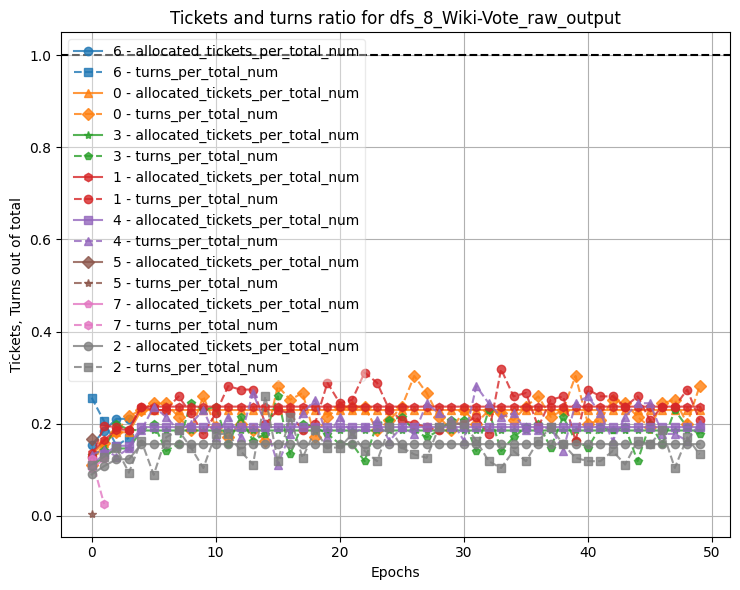 Tickets and turns ratio for dfs_8_Wiki-Vote_raw_output
6 - allocated_tickets_per_total_num
6 - turns_per_total_num
0 - allocated_tickets_per_total_num
0 - turns_per_total_num
3 - allocated_tickets_per_total_num
3 - turns_per_total_num
1 - allocated_tickets_per_total_num
1 - turns_per_total_num
4 - allocated_tickets_per_total_num
4 - turns_per_total_num
5 - allocated_tickets_per_total_num
5 - turns_per_total_num
7 - allocated_tickets_per_total_num
7 - turns_per_total_num
2 - allocated_tickets_per_total_num
2 - turns_per_total_num
Tickets, Turns out of total
1.0
0.8
0.6
0.4
0.2
0.0
0 10 20 30 40 50
Epochs